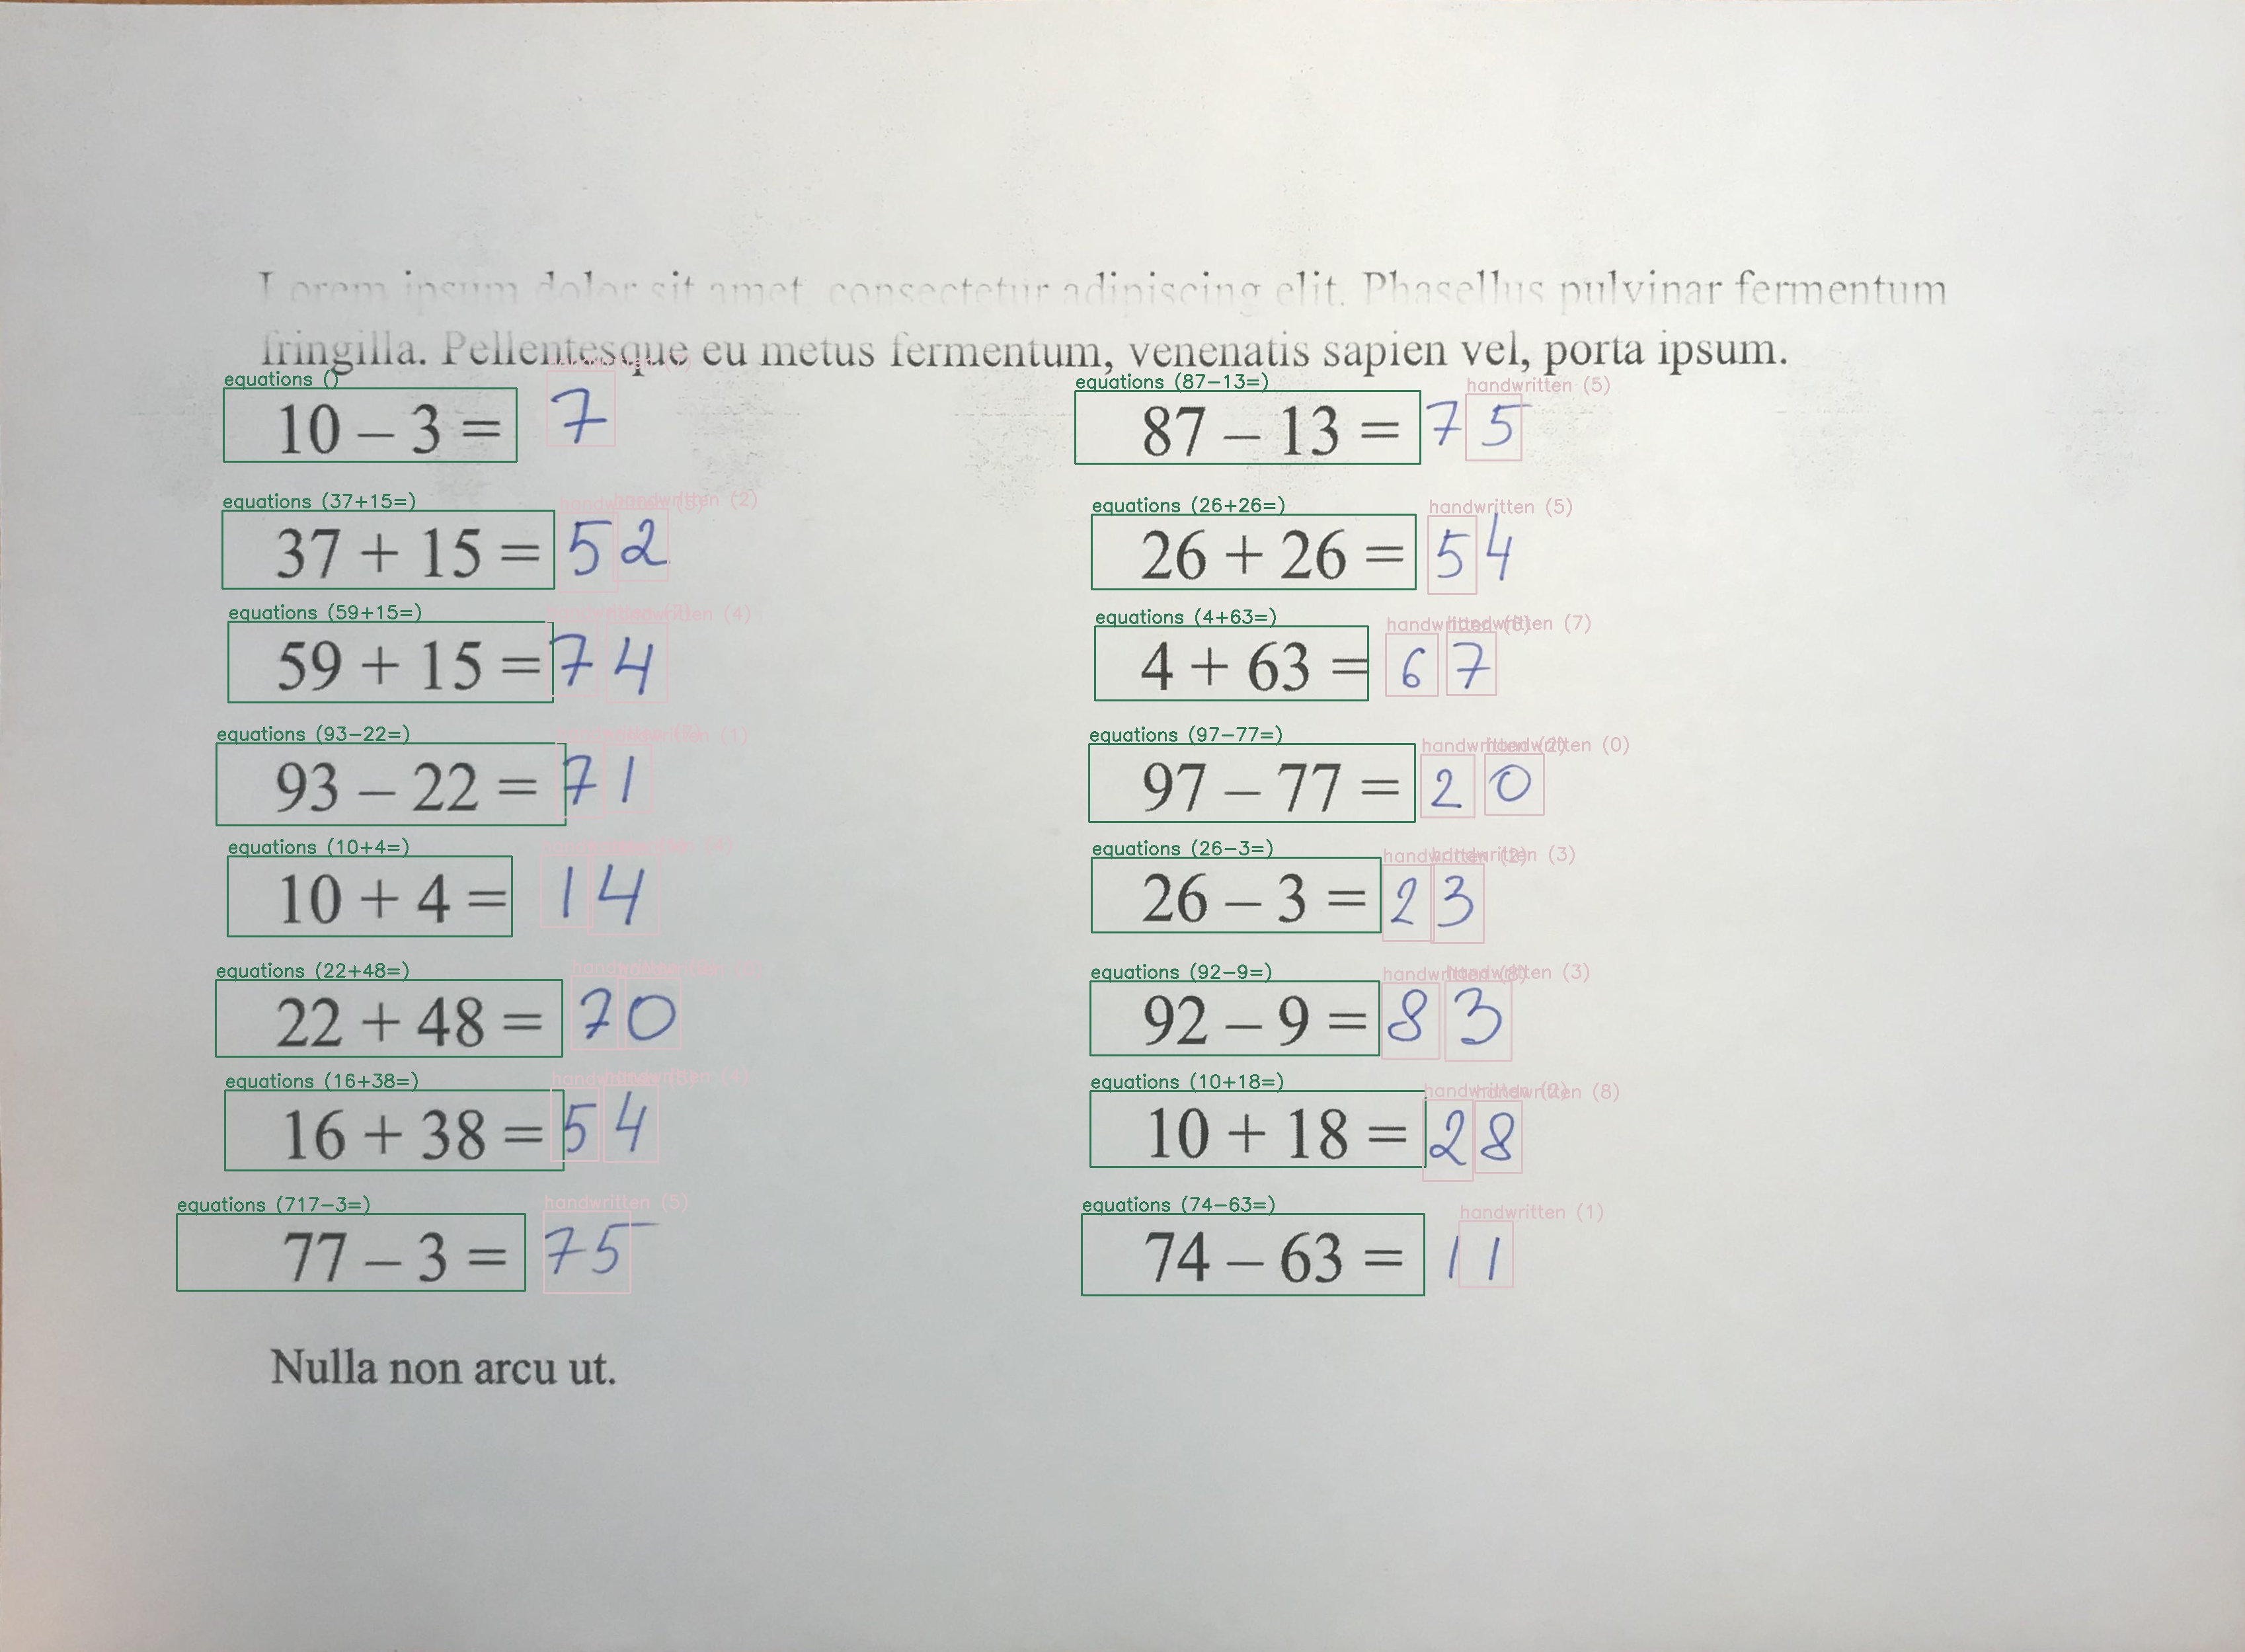 Lorem ipsum dolor sit amet, consectetur adipiscing elit. Phasellus pulvinar fermentum
fringilla. Pellentesque eu metus fermentum, venenatis sapien vel, porta ipsum.
equations ()
10 – 3 = 7
equations (37+15=) handwritten (2)
37 + 15 = 52
equations (59+15=) handwritten (4)
59 + 15 = 74
equations (93-22=) handwritten (1)
93 – 22 = 71
equations (10+4=)
10 + 4 = 14
equations (22+48=)
22 + 48 = 70
equations (16+38=) handwritten (4)
16 + 38 = 54
equations (717-3=) handwritten (5)
77 – 3 = 75
equations (87-13=) handwritten (5)
87 – 13 = 75
equations (26+26=) handwritten (5)
26 + 26 = 54
equations (4+63=) handwritten (6) handwritten (7)
4 + 63 = 67
equations (97-77=) handwritten (2) handwritten (0)
97 – 77 = 20
equations (26-3=) handwritten (2) handwritten (3)
26 – 3 = 23
equations (92-9=) handwritten (8) handwritten (3)
92 – 9 = 83
equations (10+18=) handwritten (2) handwritten (8)
10 + 18 = 28
equations (74-63=) handwritten (1)
74 – 63 = 11
Nulla non arcu ut.